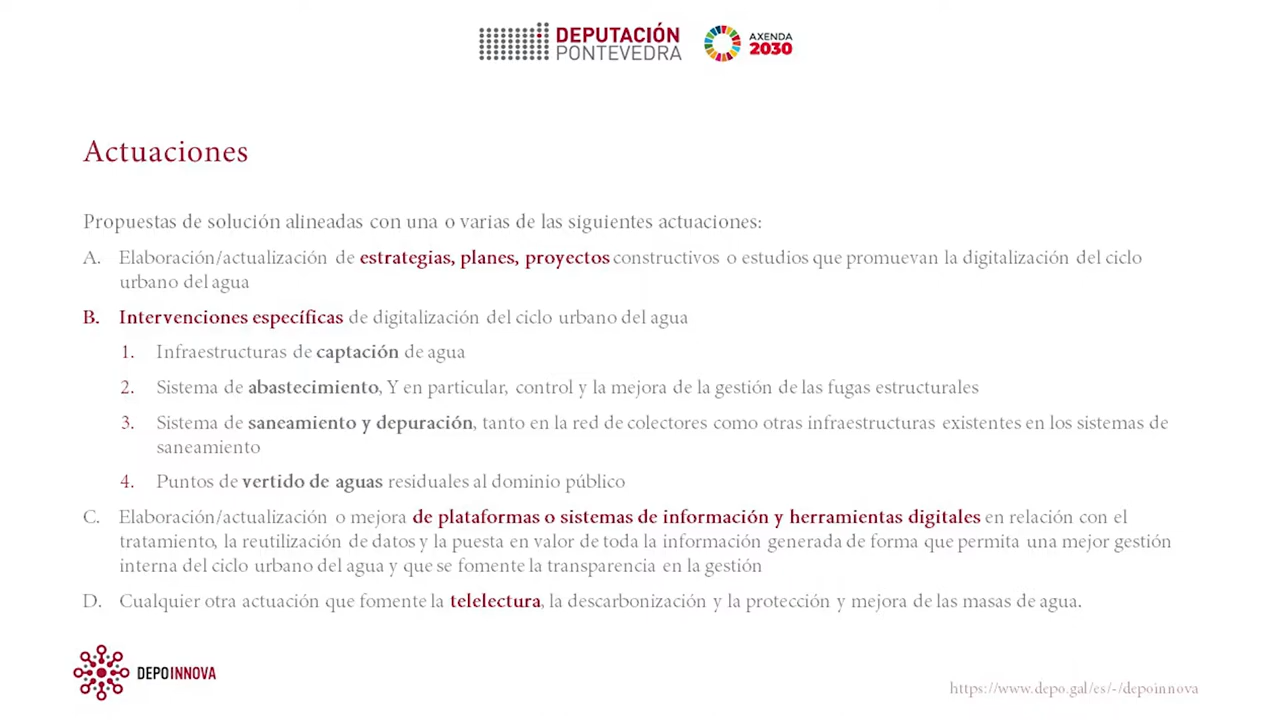 DEPUTACIÓN
PONTEVEDRA
AXENDA
2030
Actuaciones
Propuestas de solución alineadas con una o varias de las siguientes actuaciones:
A. Elaboración/actualización de estrategias, planes, proyectos constructivos o estudios que promuevan la digitalización del ciclo
urbano del agua
B. Intervenciones específicas de digitalización del ciclo urbano del agua
1. Infraestructuras de captación de agua
2. Sistema de abastecimiento, Y en particular, control y la mejora de la gestión de las fugas estructurales
3. Sistema de saneamiento y depuración, tanto en la red de colectores como otras infraestructuras existentes en los sistemas de
saneamiento
4. Puntos de vertido de aguas residuales al dominio público
C. Elaboración/actualización o mejora de plataformas o sistemas de información y herramientas digitales en relación con el
tratamiento, la reutilización de datos y la puesta en valor de toda la información generada de forma que permita una mejor gestión
interna del ciclo urbano del agua y que se fomente la transparencia en la gestión
D. Cualquier otra actuación que fomente la telelectura, la descarbonización y la protección y mejora de las masas de agua.
DEPOINNOVA
https://www.depo.gal/es/-/depoinnova